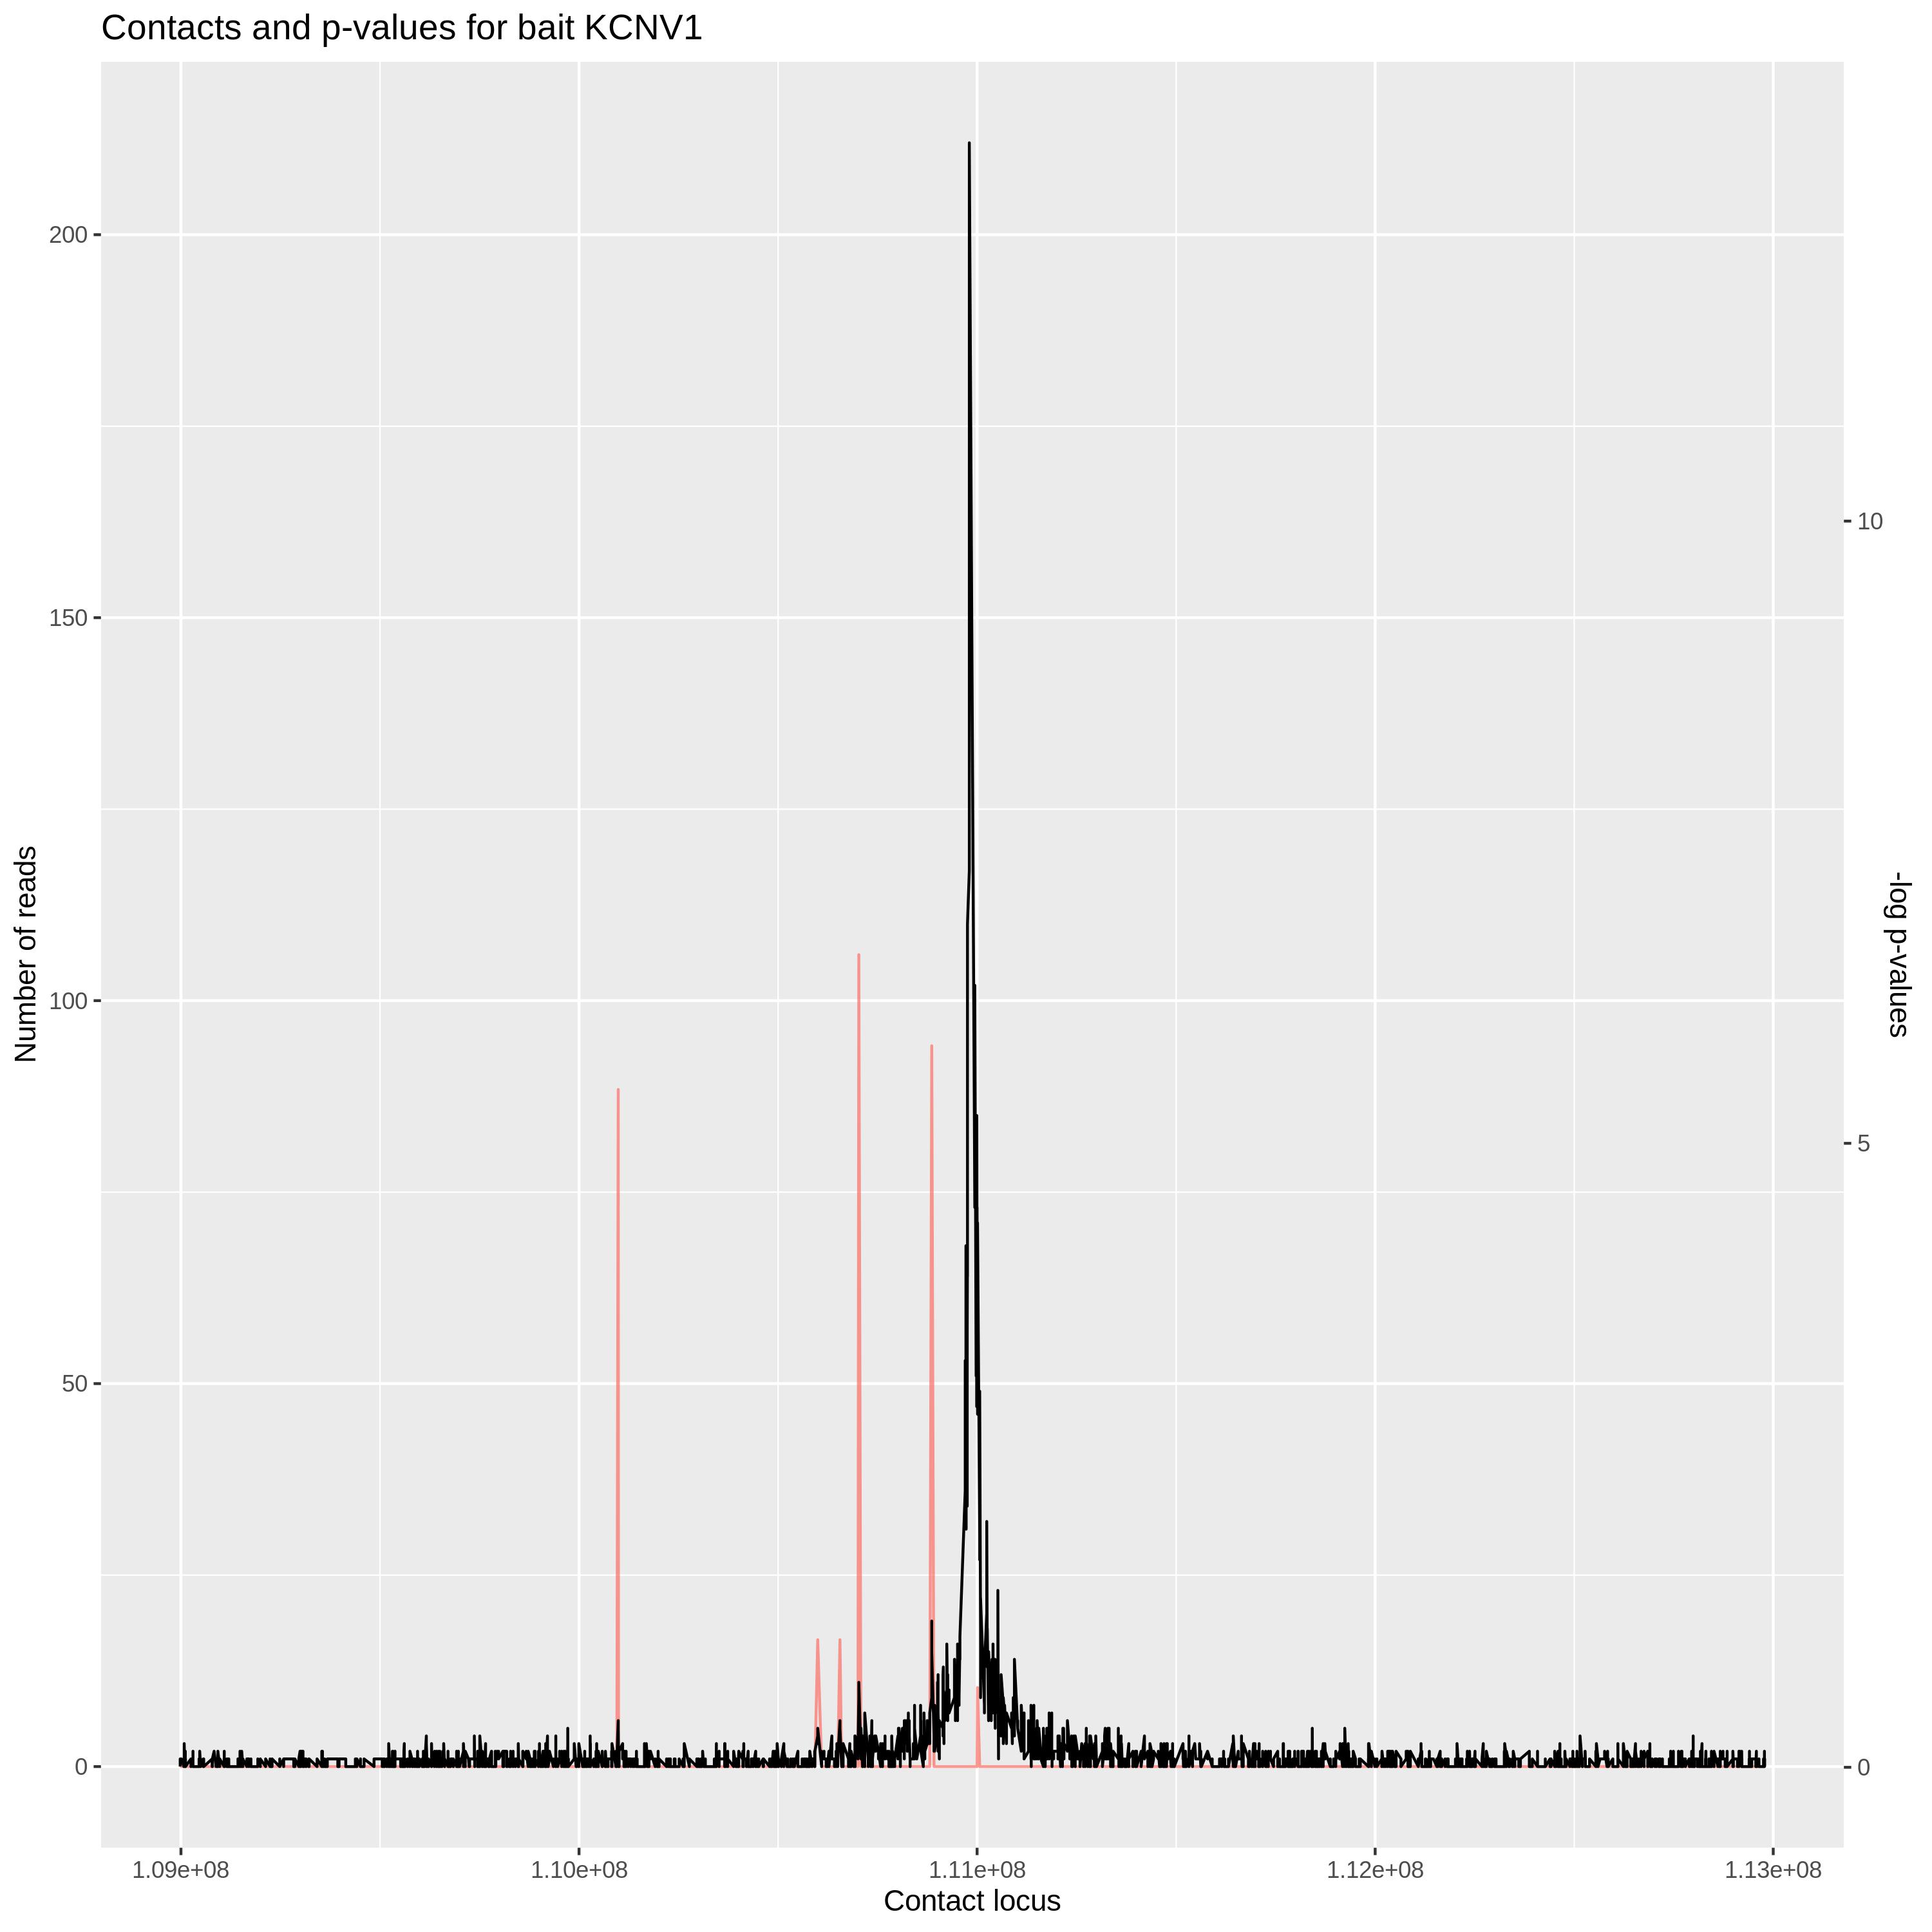 Contacts and p-values for bait KCNV1
Number of reads
200
150
100
50
0
10
5
0
-log p-values
1.09e+08
1.10e+08
1.11e+08
1.12e+08
1.13e+08
Contact locus